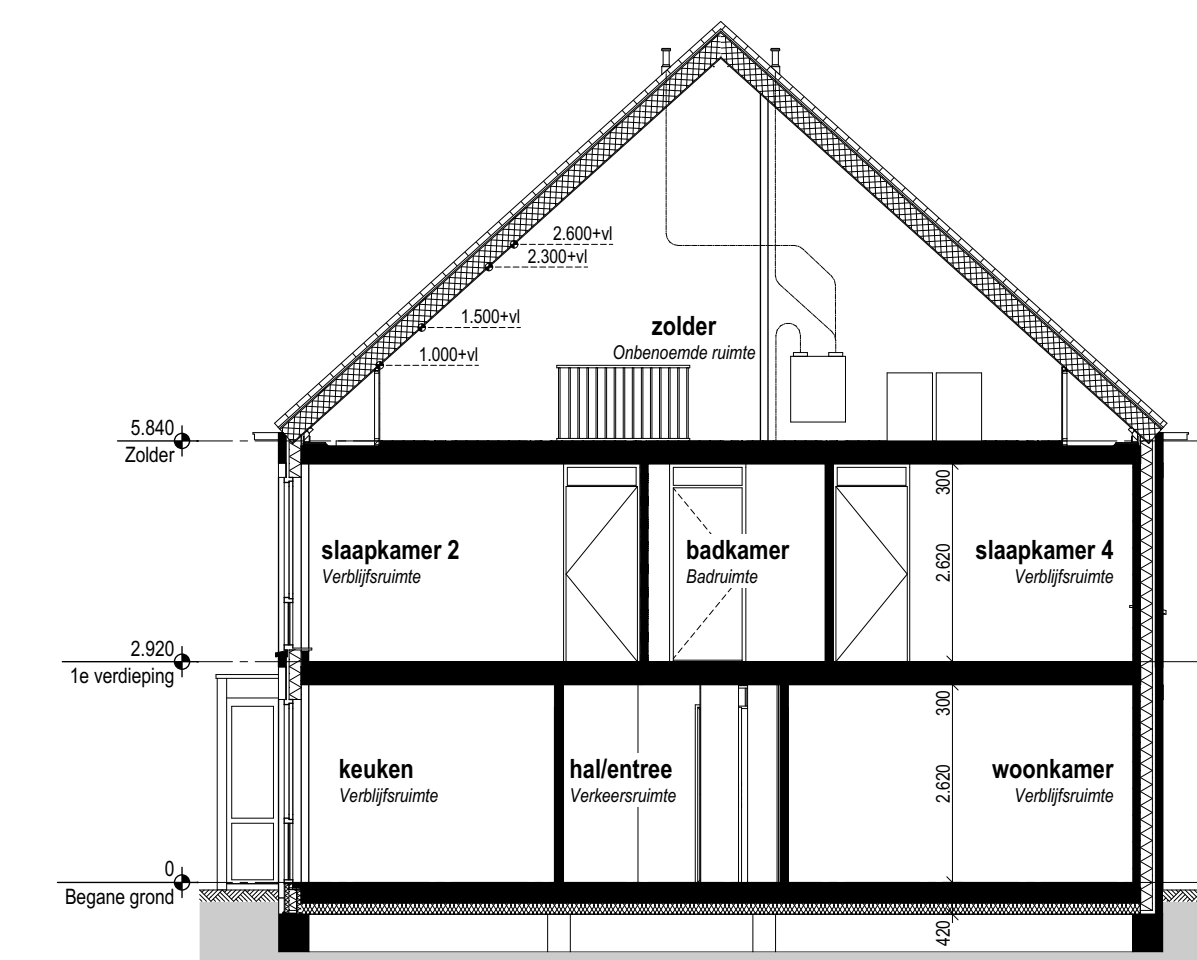 2.600+vl
2.300+vl
1.500+vl
1.000+vl
zolder
Onbenoemde ruimte
5.840
Zolder
300
2.620
slaapkamer 2
Verblijfsruimte
badkamer
Badruimte
slaapkamer 4
Verblijfsruimte
2.920
1e verdieping
300
2.620
keuken
Verblijfsruimte
hal/entree
Verkeersruimte
woonkamer
Verblijfsruimte
0
Begane grond
420